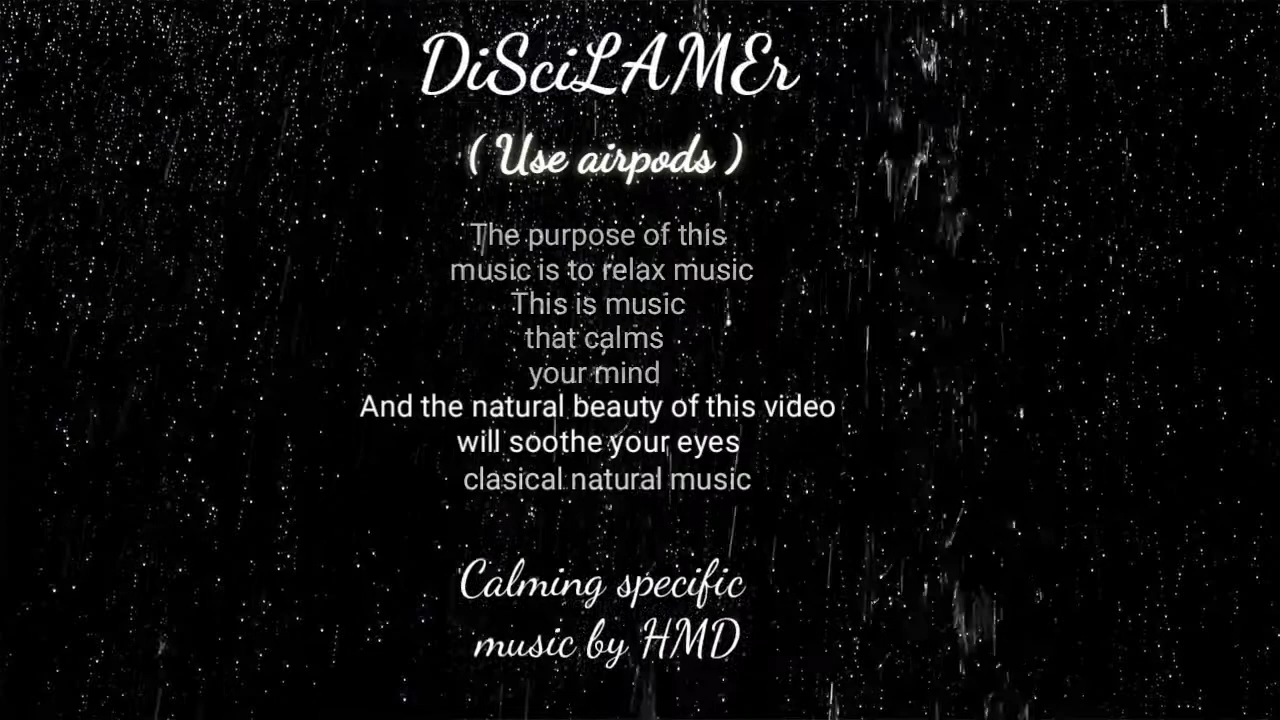 DiSciLAMEr
( Use airpods )
The purpose of this
music is to relax music
This is music
that calms
your mind
And the natural beauty of this video
will soothe your eyes
clasical natural music
Calming specific
music by HMD